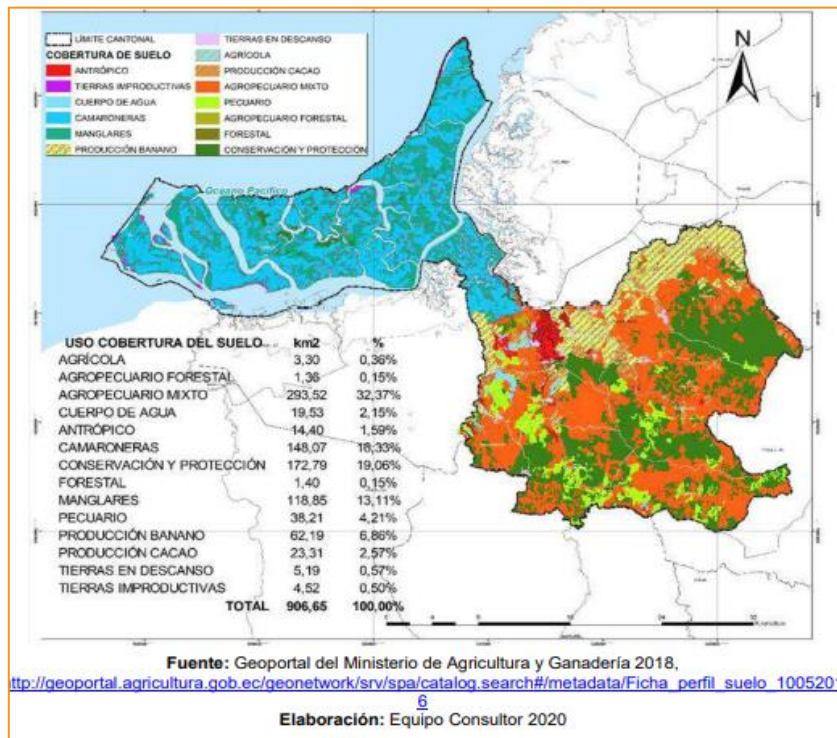 LÍMITE CANTONAL
COBERTURA DE SUELO
ANTRÓPICO
TIERRAS IMPRODUCTIVAS
CUERPO DE AGUA
CAMARONERAS
MANGLARES
PRODUCCIÓN BANANO
TIERRAS EN DESCANSO
AGRÍCOLA
PRODUCCIÓN CACAO
AGROPECUARIO MIXTO
PECUARIO
AGROPECUARIO FORESTAL
FORESTAL
CONSERVACIÓN Y PROTECCIÓN
N
Oceano Pacifico
USO COBERTURA DEL SUELO km2 %
AGRÍCOLA 3,30 0,36%
AGROPECUARIO FORESTAL 1,36 0,15%
AGROPECUARIO MIXTO 293,52 32,37%
CUERPO DE AGUA 19,53 2,15%
ANTRÓPICO 14,40 1,59%
CAMARONERAS 148,07 16,33%
CONSERVACIÓN Y PROTECCIÓN 172,79 19,06%
FORESTAL 1,40 0,15%
MANGLARES 118,85 13,11%
PECUARIO 38,21 4,21%
PRODUCCIÓN BANANO 62,19 6,86%
PRODUCCIÓN CACAO 23,31 2,57%
TIERRAS EN DESCANSO 5,19 0,57%
TIERRAS IMPRODUCTIVAS 4,52 0,50%
TOTAL 906,65 100,00%
Fuente: Geoportal del Ministerio de Agricultura y Ganadería 2018,
ttp://geoportal.agricultura.gob.ec/geonetwork/srv/spa/catalog.search#/metadata/Ficha_perfil_suelo_1005201
6
Elaboración: Equipo Consultor 2020